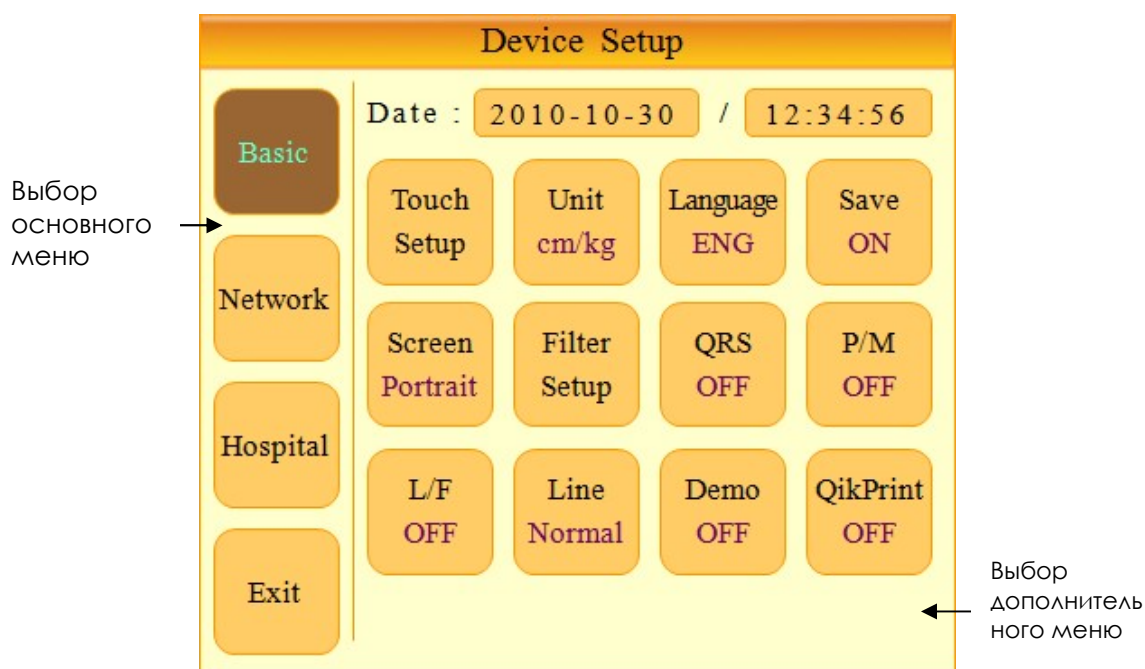 Device Setup
Date : 2010-10-30 / 12:34:56
Выбор
основного
меню
Basic
Network
Hospital
Exit
Touch
Setup
Unit
cm/kg
Language
ENG
Save
ON
Screen
Portrait
Filter
Setup
QRS
OFF
P/M
OFF
L/F
OFF
Line
Normal
Demo
OFF
QikPrint
OFF
Выбор
дополнитель
ного меню